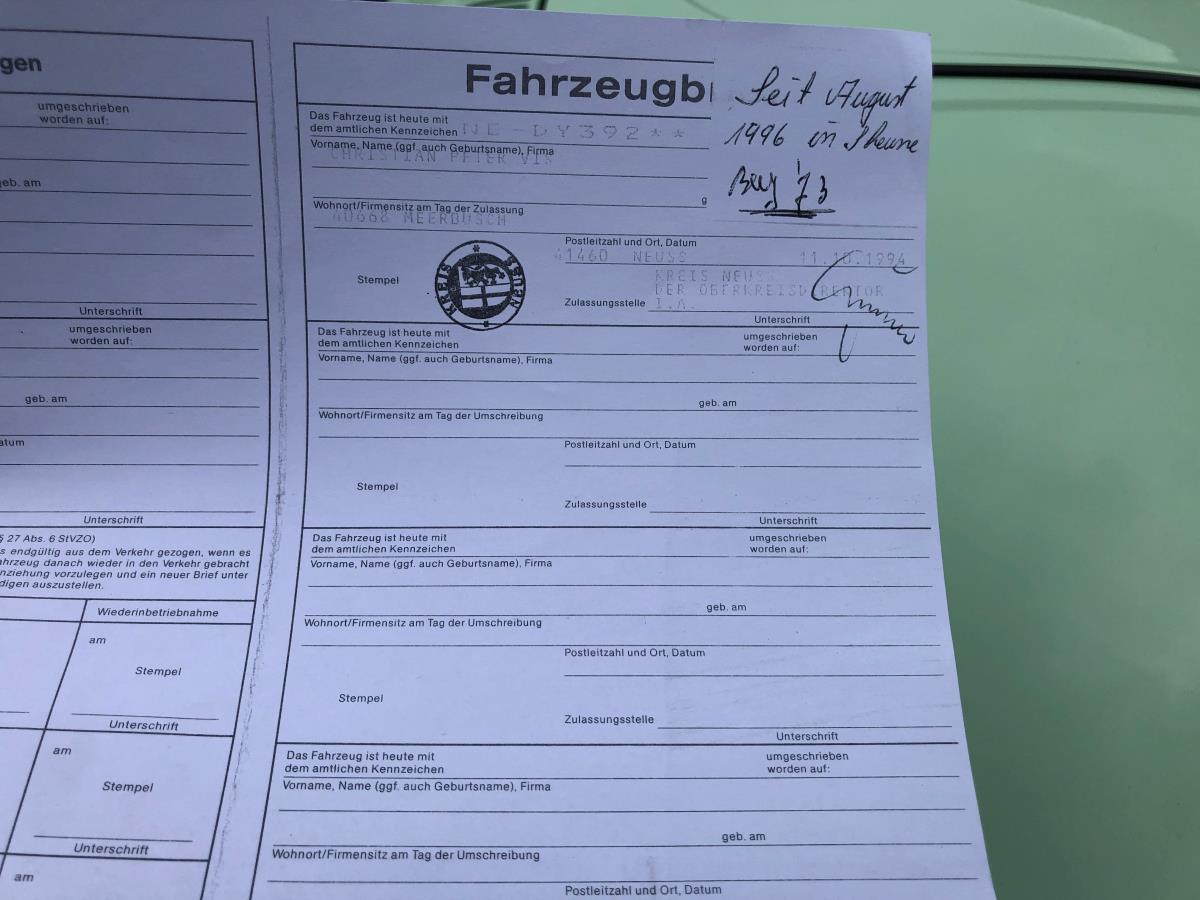 gen
umgeschrieben
worden auf:
geb. am
Unterschrift
umgeschrieben
worden auf:
geb. am
atum
Unterschrift
§ 27 Abs. 6 StVZO)
s endgültig aus dem Verkehr gezogen, wenn es
ahrzeug danach wieder in den Verkehr gebracht
nziehung vorzulegen und ein neuer Brief unter
digen auszustellen.
Wiederinbetriebnahme
am
Stempel
Unterschrift
am
Stempel
Unterschrift
am
Fahrzeugb
Seit August
1996 in
73
Das Fahrzeug ist heute mit
dem amtlichen Kennzeichen NE-DY392**
Vorname, Name (ggf. auch Geburtsname), Firma
CHRISTIAN PETER VIS
g
Wohnort/Firmensitz am Tag der Zulassung
40668 MEERBUSCH
Postleitzahl und Ort, Datum
41460 NEUSS 11.10.1994
Stempel
KREIS NEUSS
KREIS NEUSS
DER OBERKREISDIREKTOR
Zulassungsstelle I.A.
Unterschrift
Das Fahrzeug ist heute mit
dem amtlichen Kennzeichen
umgeschrieben
worden auf:
Vorname, Name (ggf. auch Geburtsname), Firma
geb. am
Wohnort/Firmensitz am Tag der Umschreibung
Postleitzahl und Ort, Datum
Stempel
Zulassungsstelle
Unterschrift
Das Fahrzeug ist heute mit
dem amtlichen Kennzeichen
umgeschrieben
worden auf:
Vorname, Name (ggf. auch Geburtsname), Firma
geb. am
Wohnort/Firmensitz am Tag der Umschreibung
Postleitzahl und Ort, Datum
Stempel
Zulassungsstelle
Unterschrift
Das Fahrzeug ist heute mit
dem amtlichen Kennzeichen
umgeschrieben
worden auf:
Vorname, Name (ggf. auch Geburtsname), Firma
geb. am
Wohnort/Firmensitz am Tag der Umschreibung
Postleitzahl und Ort, Datum